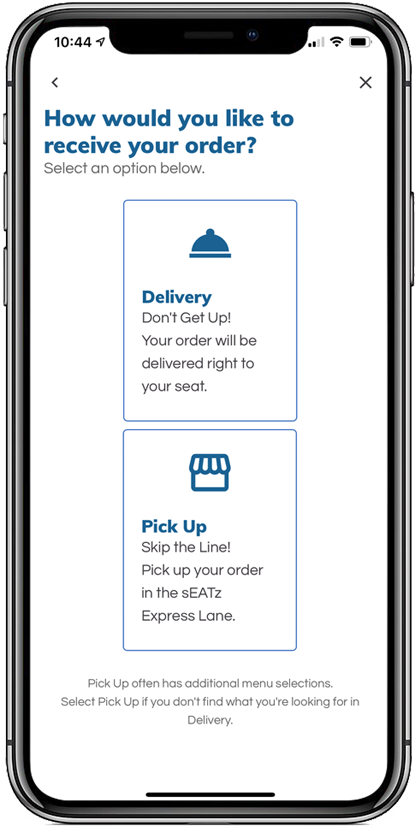 10:44
How would you like to
receive your order?
Select an option below.
Delivery
Don't Get Up!
Your order will be
delivered right to
your seat.
Pick Up
Skip the Line!
Pick up your order
in the sEATz
Express Lane.
Pick Up often has additional menu selections.
Select Pick Up if you don't find what you're looking for in
Delivery.